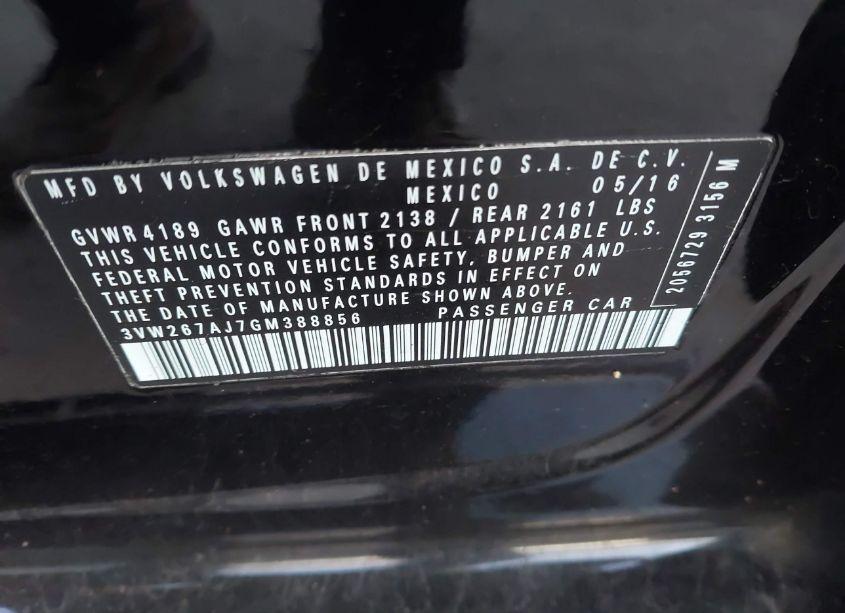 MFD BY VOLKSWAGEN DE MEXICO S.A. DE C.V.
MEXICO 05/16
GVWR 4189 GAWR FRONT 2138 / REAR 2161 LBS
THIS VEHICLE CONFORMS TO ALL APPLICABLE U.S.
FEDERAL MOTOR VEHICLE SAFETY, BUMPER AND
THEFT PREVENTION STANDARDS IN EFFECT ON
THE DATE OF MANUFACTURE SHOWN ABOVE.
3VW267AJ7GM388856 PASSENGER CAR
2056729 3156 M